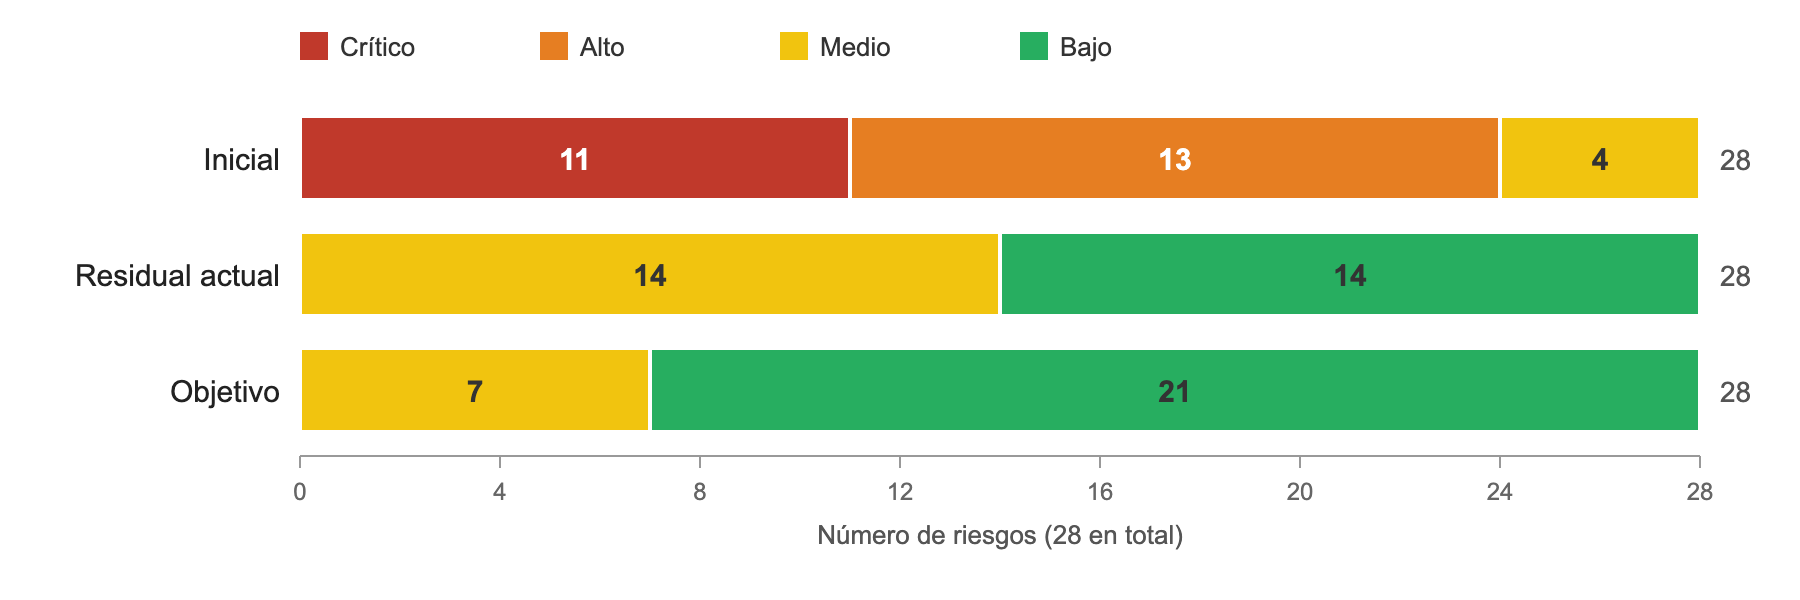 Crítico Alto Medio Bajo
Inicial 11 13 4 28
Residual actual 14 14 28
Objetivo 7 21 28
0 4 8 12 16 20 24 28
Número de riesgos (28 en total)